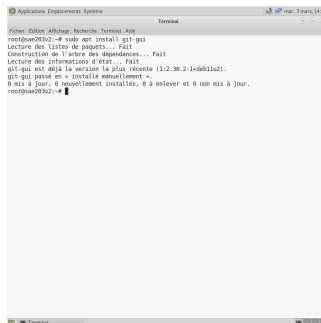 Applications Emplacements Système mar. 7 mars, 14
Terminal
Fichier Édition Affichage Recherche Terminal Aide
root@sae203v2:~# sudo apt install git-gui
Lecture des listes de paquets... Fait
Construction de l'arbre des dépendances... Fait
Lecture des informations d'état... Fait
git-gui est déjà la version la plus récente (1:2.30.2-1+deb11u2).
git-gui passé en « installé manuellement ».
0 mis à jour, 0 nouvellement installés, 0 à enlever et 0 non mis à jour.
root@sae203v2:~#
Terminal